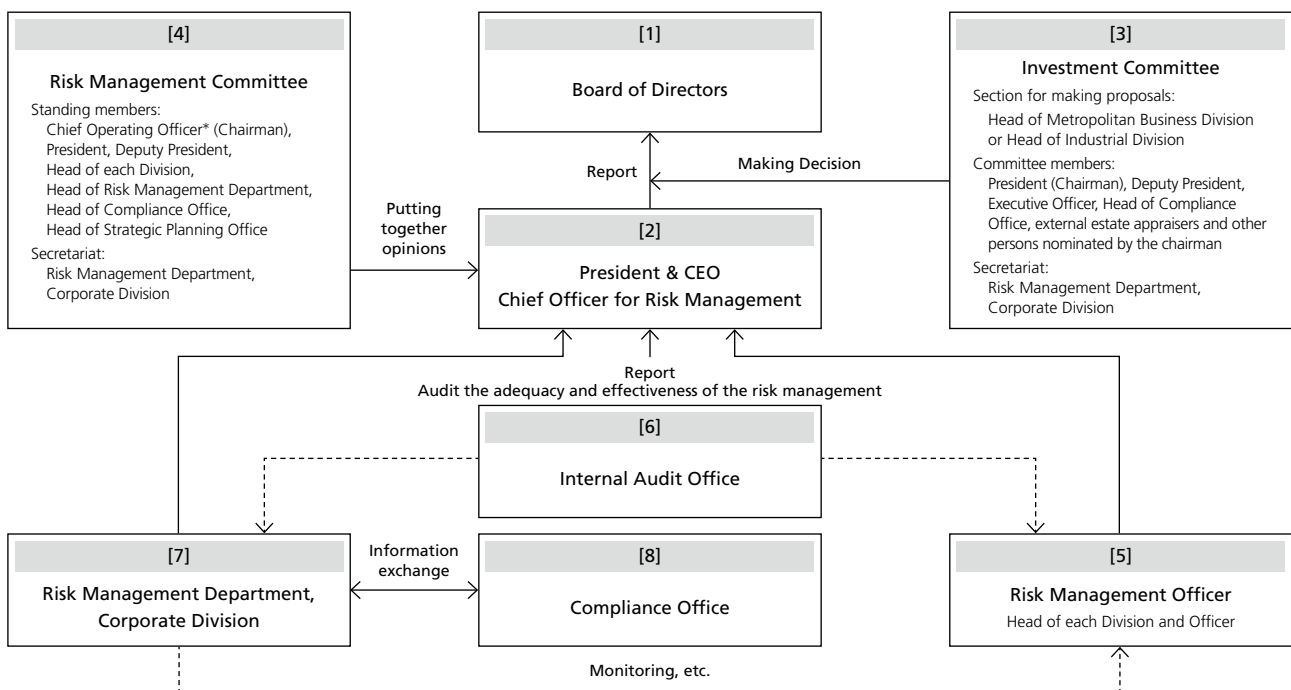 [4]
Risk Management Committee
Standing members:
Chief Operating Officer* (Chairman),
President, Deputy President,
Head of each Division,
Head of Risk Management Department,
Head of Compliance Office,
Head of Strategic Planning Office
Secretariat:
Risk Management Department,
Corporate Division
[1]
Board of Directors
[3]
Investment Committee
Section for making proposals:
Head of Metropolitan Business Division
or Head of Industrial Division
Committee members:
President (Chairman), Deputy President,
Executive Officer, Head of Compliance
Office, external estate appraisers and other
persons nominated by the chairman
Secretariat:
Risk Management Department,
Corporate Division
Report
Making Decision
Putting
together
opinions
[2]
President & CEO
Chief Officer for Risk Management
Report
Audit the adequacy and effectiveness of the risk management
[6]
Internal Audit Office
[7]
Risk Management Department,
Corporate Division
Information
exchange
[8]
Compliance Office
[5]
Risk Management Officer
Head of each Division and Officer
Monitoring, etc.